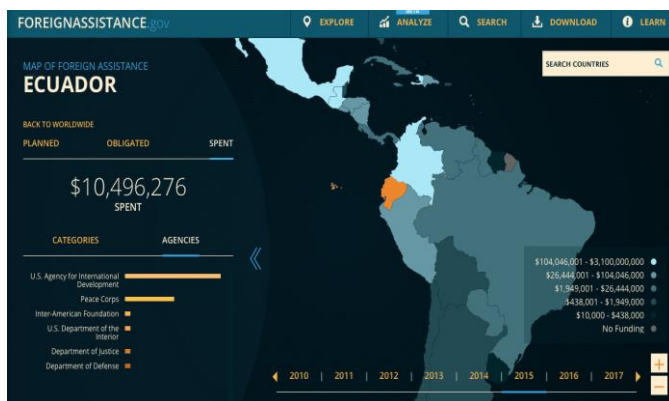 FOREIGNASSISTANCE.gov
EXPLORE
BETA
ANALYZE
SEARCH
DOWNLOAD
LEARN
MAP OF FOREIGN ASSISTANCE
ECUADOR
SEARCH COUNTRIES
BACK TO WORLDWIDE
PLANNED OBLIGATED SPENT
$10,496,276
SPENT
CATEGORIES AGENCIES
U.S. Agency for International
Development
Peace Corps
Inter-American Foundation
U.S. Department of the
Interior
Department of Justice
Department of Defense
$104,046,001 - $3,100,000,000
$26,444,001 - $104,046,000
$1,949,001 - $26,444,000
$438,001 - $1,949,000
$10,000 - $438,000
No Funding
2010 | 2011 | 2012 | 2013 | 2014 | 2015 | 2016 | 2017